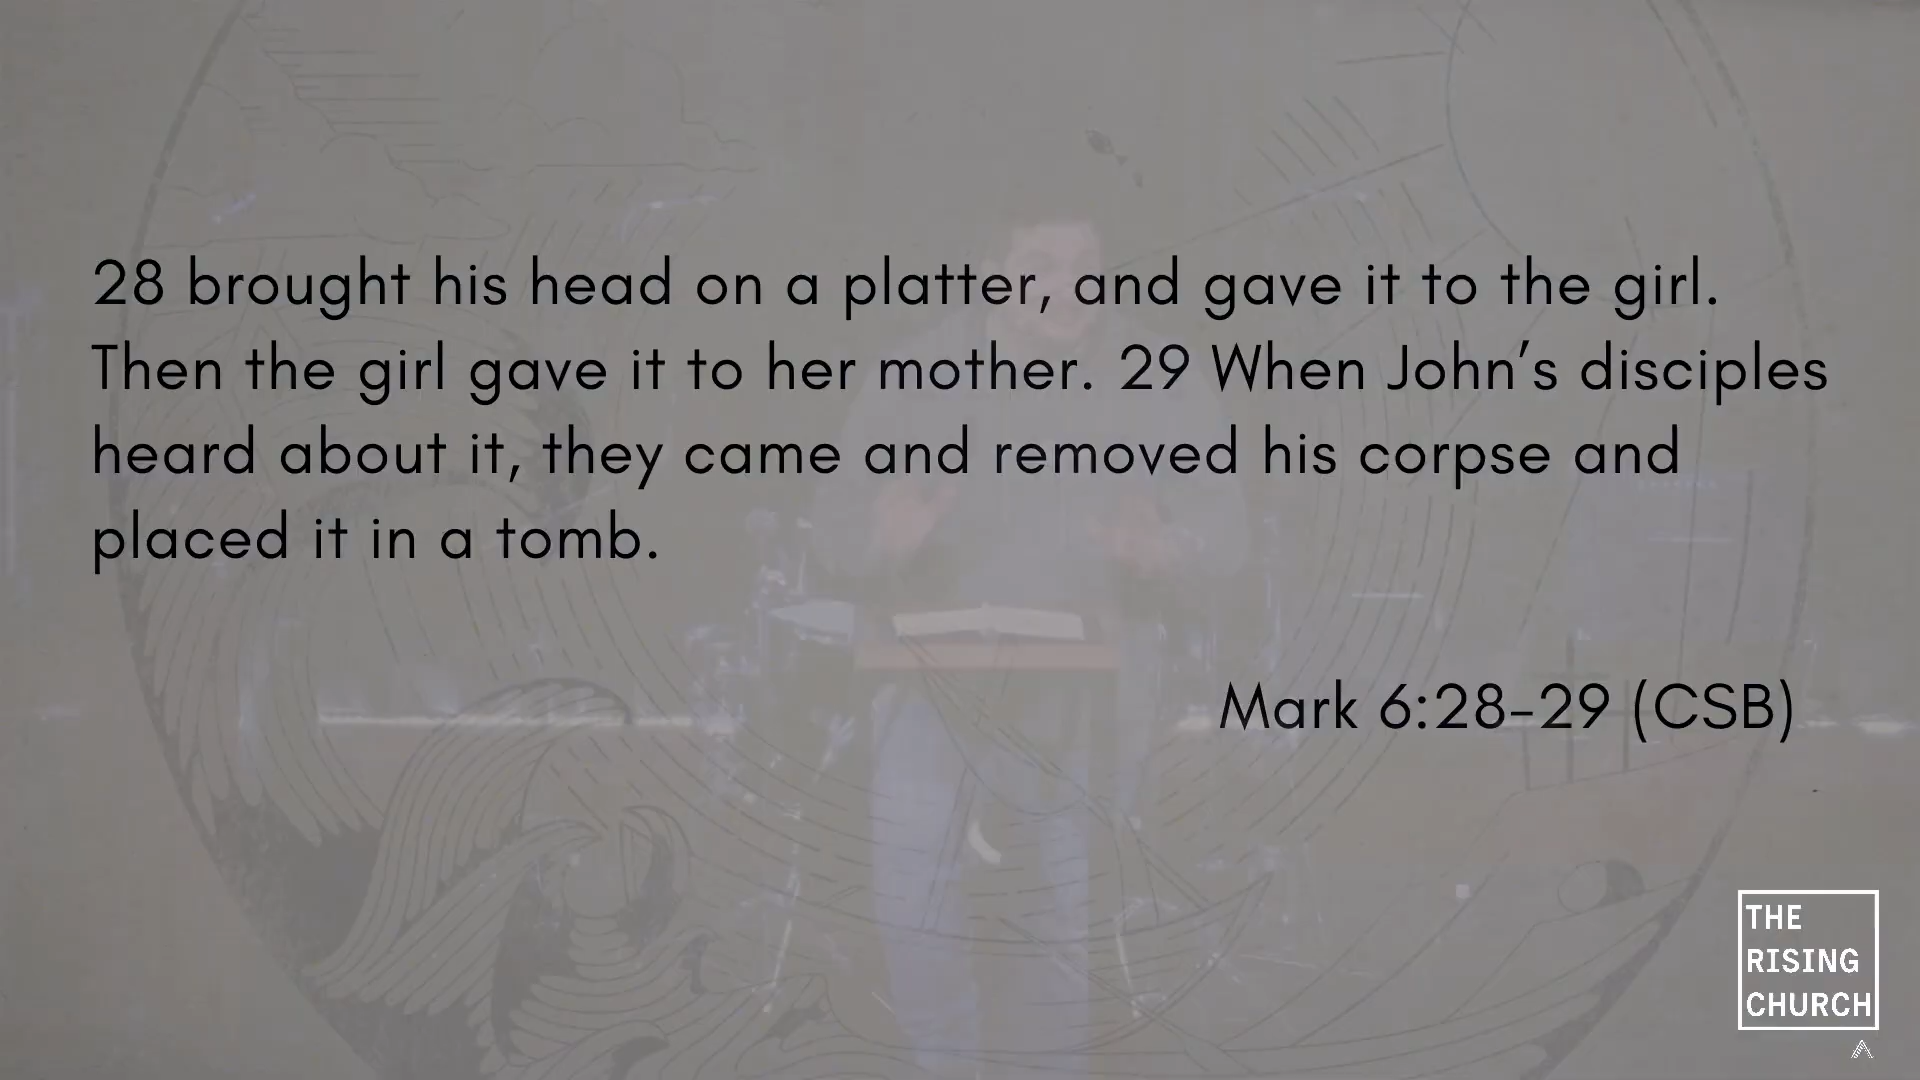 28 brought his head on a platter, and gave it to the girl.
Then the girl gave it to her mother. 29 When John’s disciples
heard about it, they came and removed his corpse and
placed it in a tomb.
Mark 6:28-29 (CSB)
THE
RISING
CHURCH